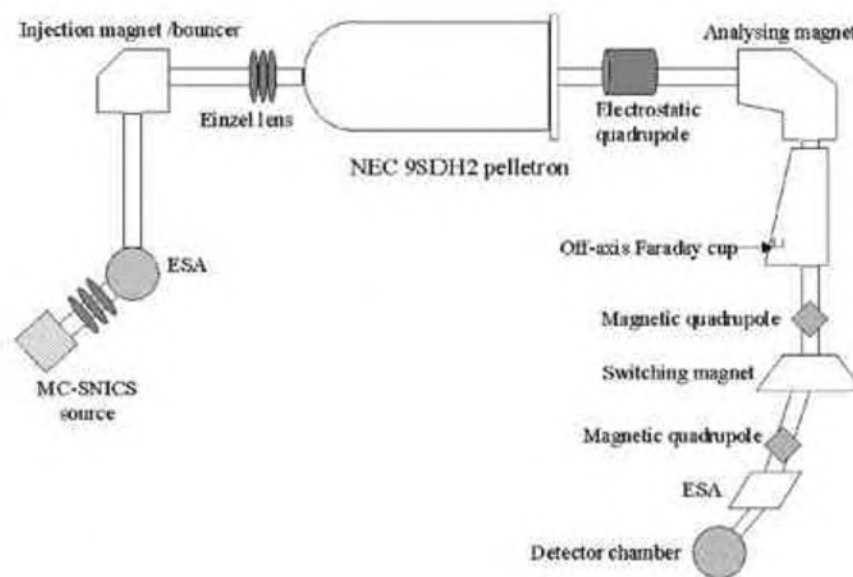 Injection magnet /bouncer
Analysing magnet
Einzel lens
Electrostatic
quadrupole
NEC 9SDH2 pelletron
ESA
Off-axis Faraday cup
MC-SNICS
source
Magnetic quadrupole
Switching magnet
Magnetic quadrupole
ESA
Detector chamber